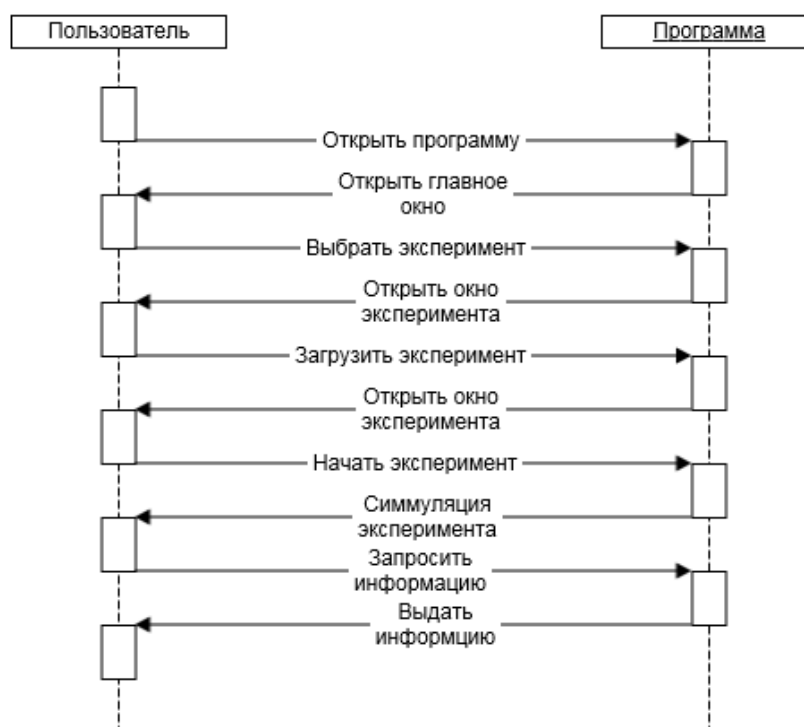 Пользователь
Программа
Открыть программу
Открыть главное
окно
Выбрать эксперимент
Открыть окно
эксперимента
Загрузить эксперимент
Открыть окно
эксперимента
Начать эксперимент
Симмуляция
эксперимента
Запросить
информацию
Выдать
информцию